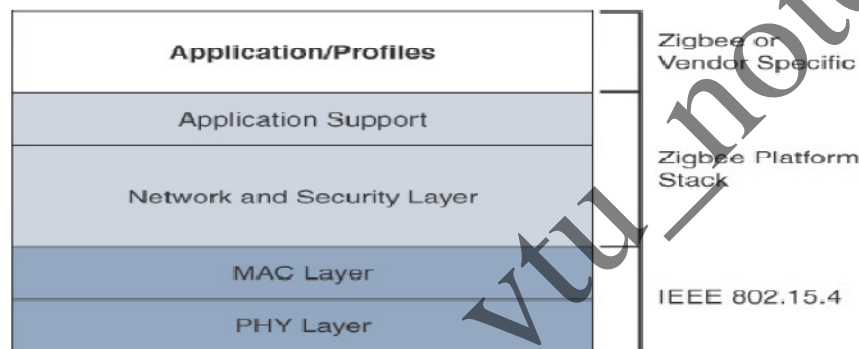 Application/Profiles
Zigbee or
Vendor Specific
Application Support
Network and Security Layer
Zigbee Platform
Stack
MAC Layer
PHY Layer
IEEE 802.15.4